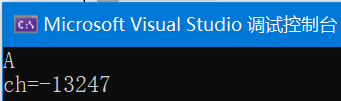 C:\
Microsoft Visual Studio 调试控制台
A
ch=-13247